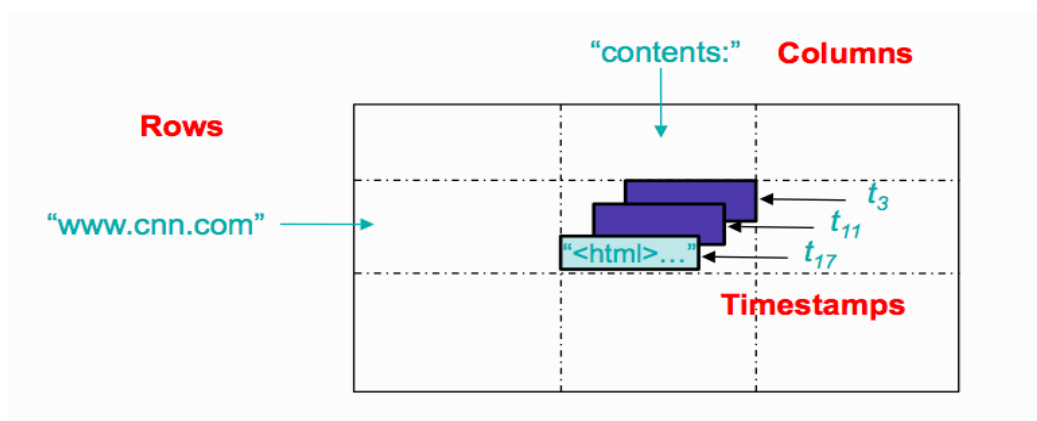 “contents:”
Columns
Rows
“www.cnn.com”
t3
t11
“<html>…”
t17
Timestamps